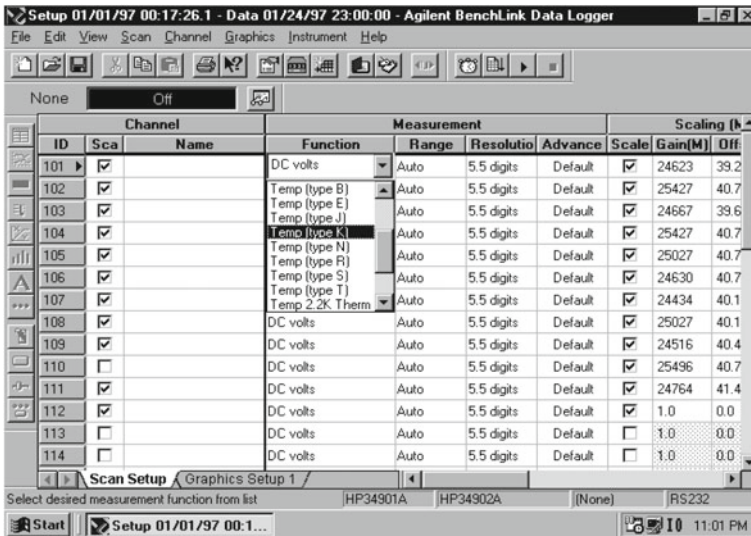 Setup 01/01/97 00:17:26.1 - Data 01/24/97 23:00:00 - Agilent BenchLink Data Logger
File Edit View Scan Channel Graphics Instrument Help
None Off
Channel Measurement Scaling (M
ID Sca Name Function Range Resolutio Advance Scale Gain(M) Off
101 DC volts Auto 5.5 digits Default 24623 39.2
102 Temp (type B) Auto 5.5 digits Default 25427 40.7
Temp (type E)
103 Temp (type J) Auto 5.5 digits Default 24667 39.6
104 Temp (type K) Auto 5.5 digits Default 25427 40.7
105 Temp (type N) Auto 5.5 digits Default 25027 40.7
Temp (type R)
106 Temp (type S) Auto 5.5 digits Default 24630 40.7
Temp (type T)
107 Temp 2.2K Therm Auto 5.5 digits Default 24434 40.1
108 DC volts Auto 5.5 digits Default 25027 40.1
109 DC volts Auto 5.5 digits Default 24516 40.4
110 DC volts Auto 5.5 digits Default 25496 40.7
111 DC volts Auto 5.5 digits Default 24764 41.4
112 DC volts Auto 5.5 digits Default 1.0 0.0
113 DC volts Auto 5.5 digits Default 1.0 0.0
114 DC volts Auto 5.5 digits Default 1.0 0.0
Scan Setup Graphics Setup 1
Select desired measurement function from list HP34901A HP34902A (None) RS232
Start Setup 01/01/97 00:1... 11:01 PM